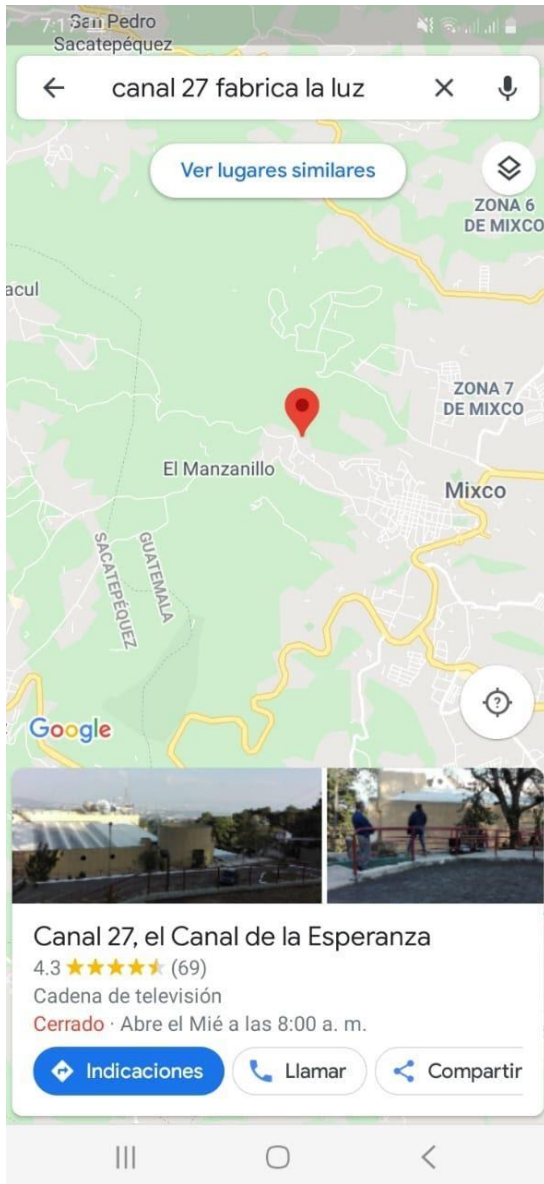 San Pedro
Sacatepéquez
canal 27 fabrica la luz
Ver lugares similares
ZONA 6
DE MIXCO
acul
ZONA 7
DE MIXCO
El Manzanillo
Mixco
SACATEPÉQUEZ
GUATEMALA
Google
Canal 27, el Canal de la Esperanza
4.3 (69)
Cadena de televisión
Cerrado · Abre el Mié a las 8:00 a. m.
Indicaciones
Llamar
Compartir